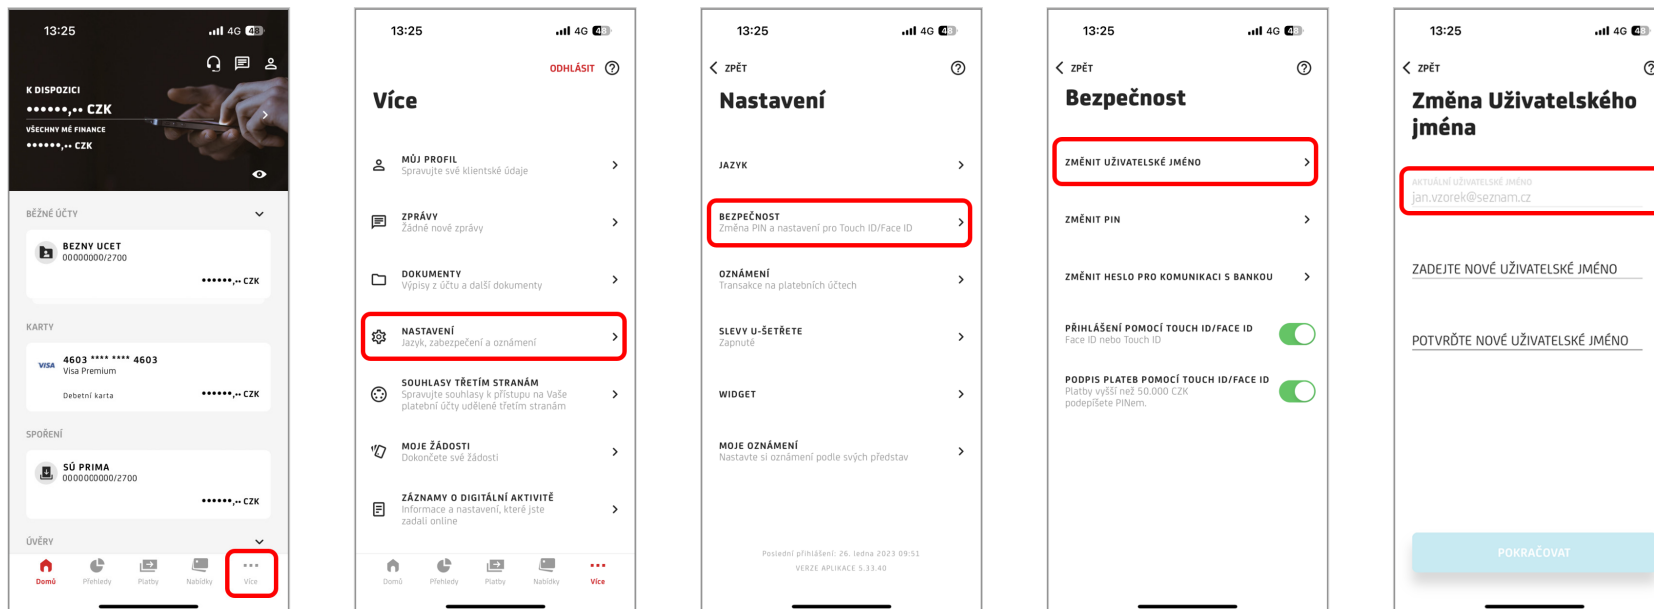 13:25
4G 48
K DISPOZICI
••••••,•• CZK
VŠECHNY MÉ FINANCE
••••••,•• CZK
BĚŽNÉ ÚČTY
BEZNY UCET
00000000/2700
••••••,•• CZK
KARTY
VISA
4603 **** **** 4603
Visa Premium
Debetní karta
••••••,•• CZK
SPOŘENÍ
SÚ PRIMA
0000000000/2700
••••••,•• CZK
ÚVĚRY
Domů
Přehledy
Platby
Nabídky
Více
13:25
4G 48
ODHLÁSIT
Více
MŮJ PROFIL
Spravujte své klientské údaje
ZPRÁVY
Žádné nové zprávy
DOKUMENTY
Výpisy z účtu a další dokumenty
NASTAVENÍ
Jazyk, zabezpečení a oznámení
SOUHLASY TŘETÍM STRANÁM
Spravujte souhlasy k přístupu na Vaše
platební účty udělené třetím stranám
MOJE ŽÁDOSTI
Dokončete své žádosti
ZÁZNAMY O DIGITÁLNÍ AKTIVITĚ
Informace a nastavení, které jste
zadali online
Domů
Přehledy
Platby
Nabídky
Více
13:25
4G 48
ZPĚT
Nastavení
JAZYK
BEZPEČNOST
Změna PIN a nastavení pro Touch ID/Face ID
OZNÁMENÍ
Transakce na platebních účtech
SLEVY U-ŠETŘETE
Zapnuté
WIDGET
MOJE OZNÁMENÍ
Nastavte si oznámení podle svých představ
Poslední přihlášení: 26. ledna 2023 09:51
VERZE APLIKACE 5.33.40
13:25
4G 48
ZPĚT
Bezpečnost
ZMĚNIT UŽIVATELSKÉ JMÉNO
ZMĚNIT PIN
ZMĚNIT HESLO PRO KOMUNIKACI S BANKOU
PŘIHLÁŠENÍ POMOCÍ TOUCH ID/FACE ID
Face ID nebo Touch ID
PODPIS PLATEB POMOCÍ TOUCH ID/FACE ID
Platby vyšší než 50.000 CZK
podepíšete PINem.
13:25
4G 48
ZPĚT
Změna Uživatelského
jména
AKTUÁLNÍ UŽIVATELSKÉ JMÉNO
jan.vzorek@seznam.cz
ZADEJTE NOVÉ UŽIVATELSKÉ JMÉNO
POTVRĎTE NOVÉ UŽIVATELSKÉ JMÉNO
POKRAČOVAT